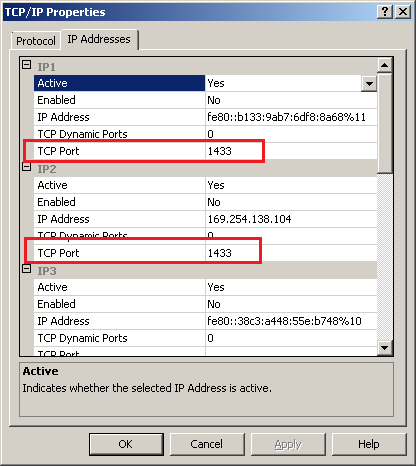 TCP/IP Properties
Protocol IP Addresses
IP1
Active Yes
Enabled No
IP Address fe80::b133:9ab7:6df8:8a68%11
TCP Dynamic Ports 0
TCP Port 1433
IP2
Active Yes
Enabled No
IP Address 169.254.138.104
TCP Dynamic Ports 0
TCP Port 1433
IP3
Active Yes
Enabled No
IP Address fe80::38c3:a448:55e:b748%10
TCP Dynamic Ports 0
TCP Port
Active
Indicates whether the selected IP Address is active.
OK Cancel Apply Help